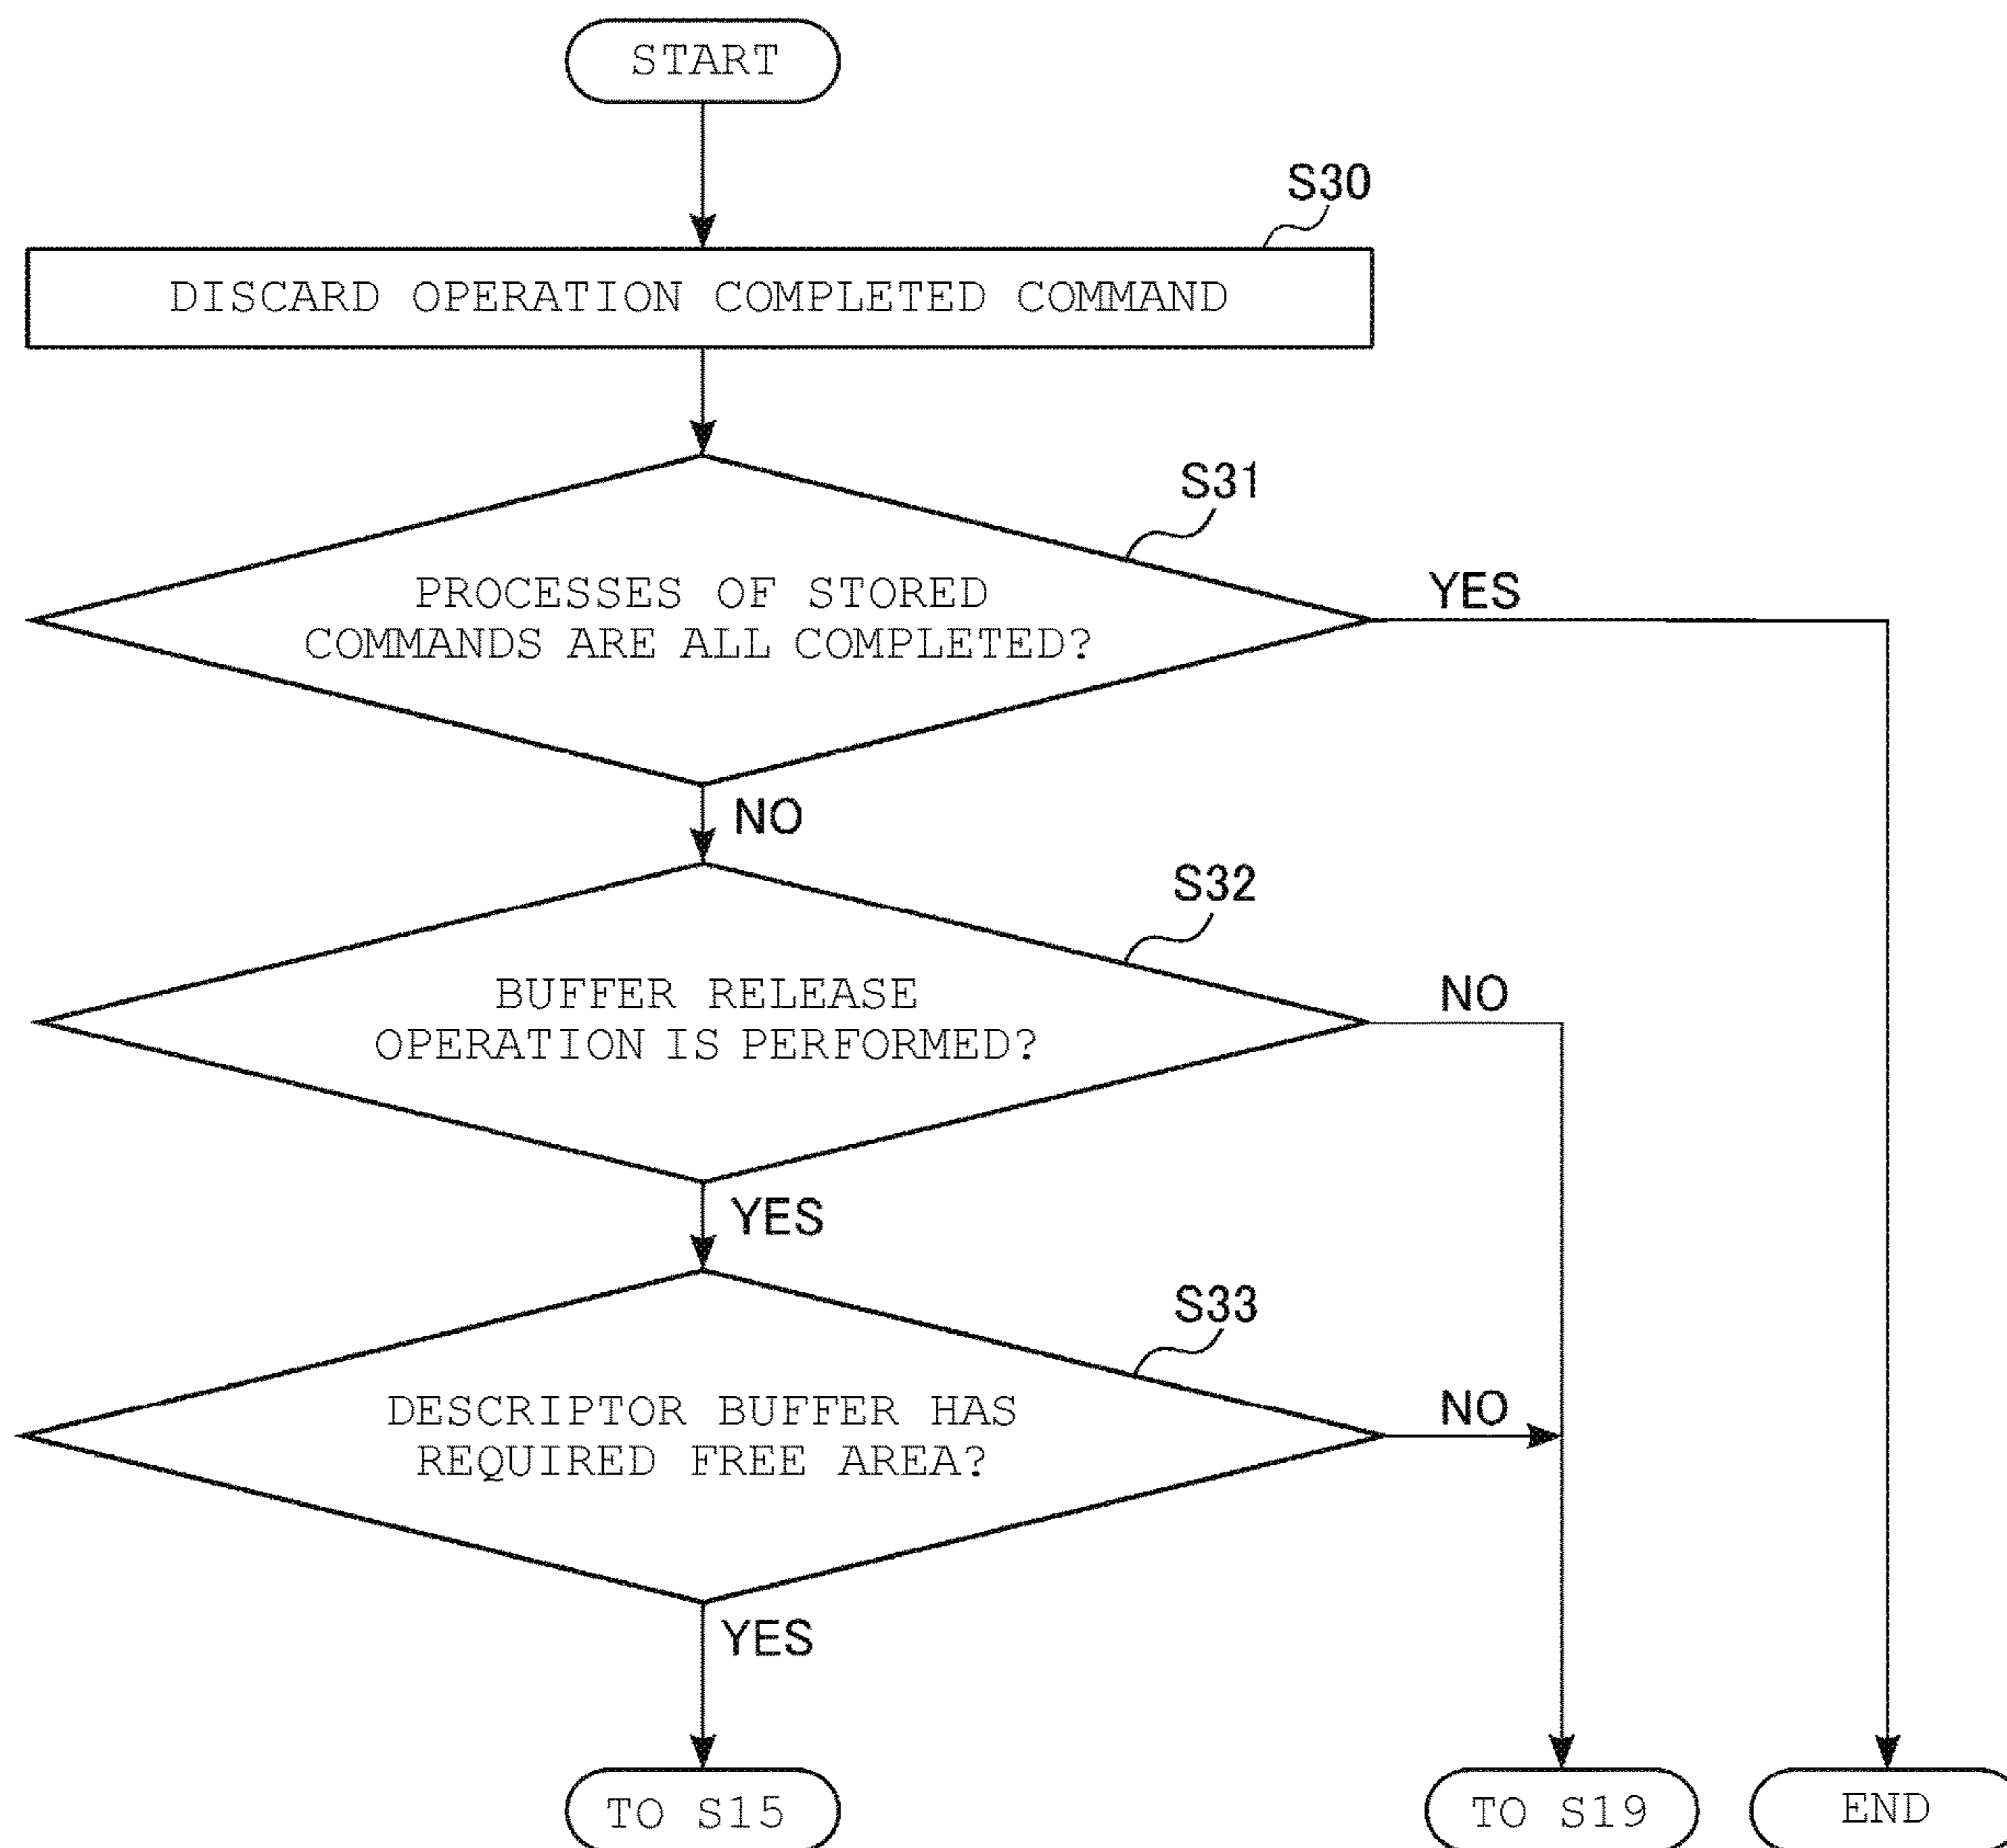 START
S30
DISCARD OPERATION COMPLETED COMMAND
S31
PROCESSES OF STORED
COMMANDS ARE ALL COMPLETED?
YES
NO
S32
BUFFER RELEASE
OPERATION IS PERFORMED?
NO
YES
S33
DESCRIPTOR BUFFER HAS
REQUIRED FREE AREA?
NO
YES
TO S15
TO S19
END